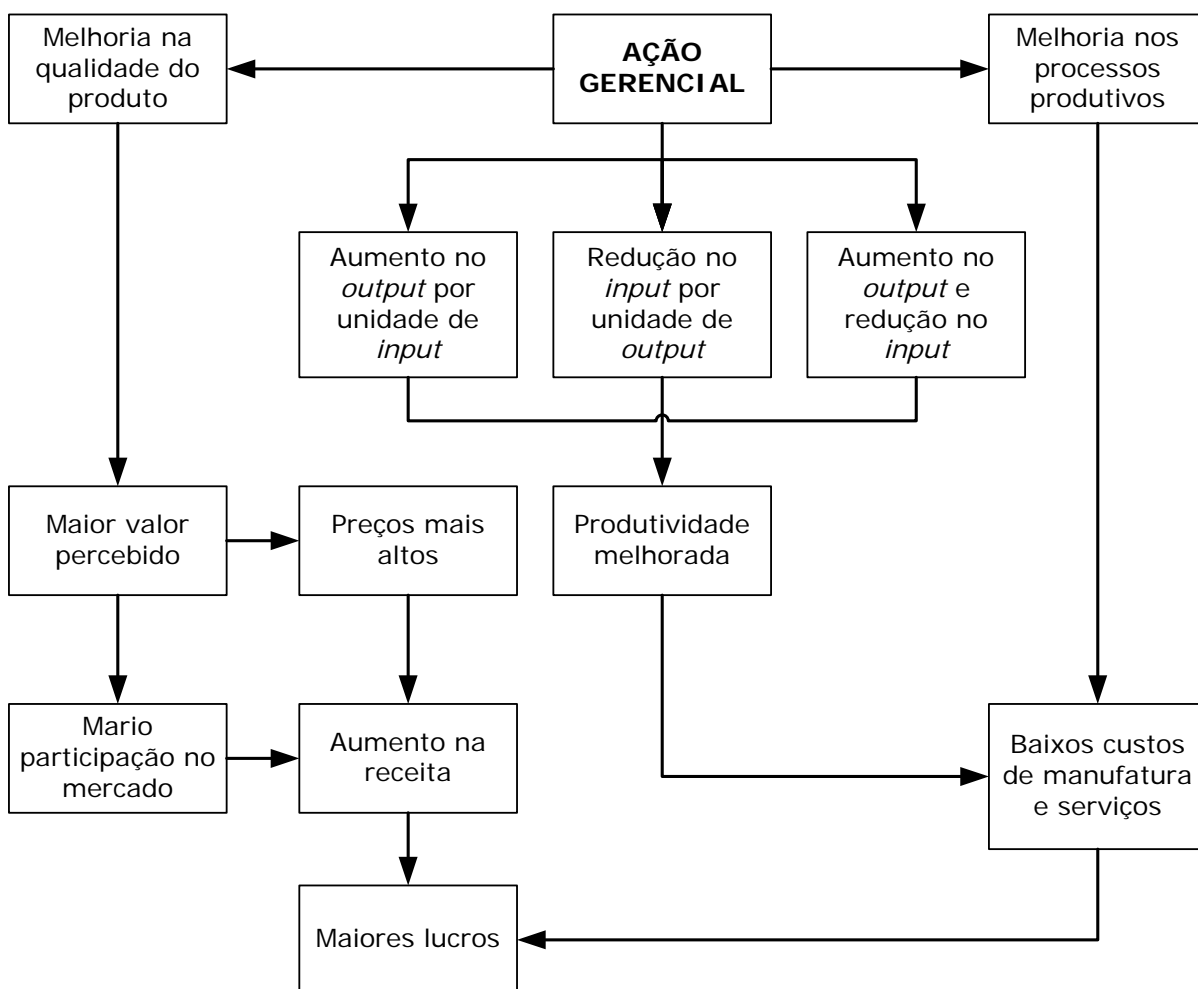 Melhoria na
qualidade do
produto
AÇÃO
GERENCIAL
Melhoria nos
processos
produtivos
Aumento no
output por
unidade de
input
Redução no
input por
unidade de
output
Aumento no
output e
redução no
input
Maior valor
percebido
Preços mais
altos
Produtividade
melhorada
Mario
participação no
mercado
Aumento na
receita
Baixos custos
de manufatura
e serviços
Maiores lucros